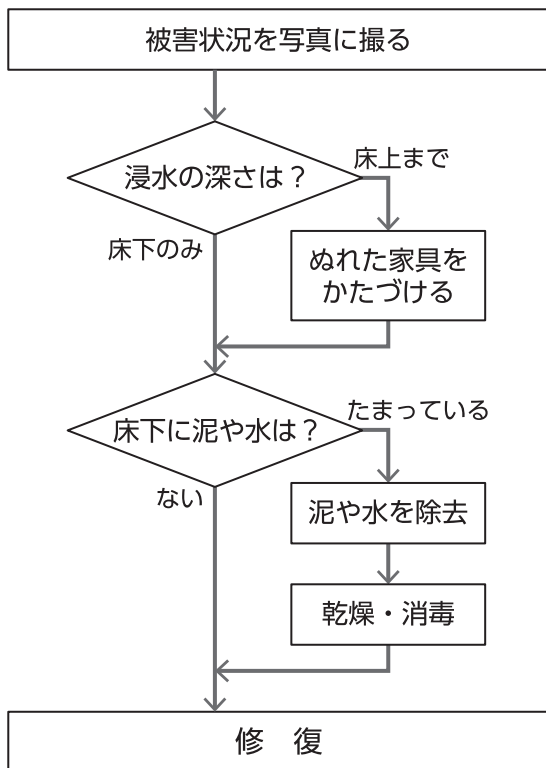 被害状況を写真に撮る
浸水の深さは？
床上まで
床下のみ
ぬれた家具を
かたづける
床下に泥や水は？
たまっている
ない
泥や水を除去
乾燥・消毒
修　復